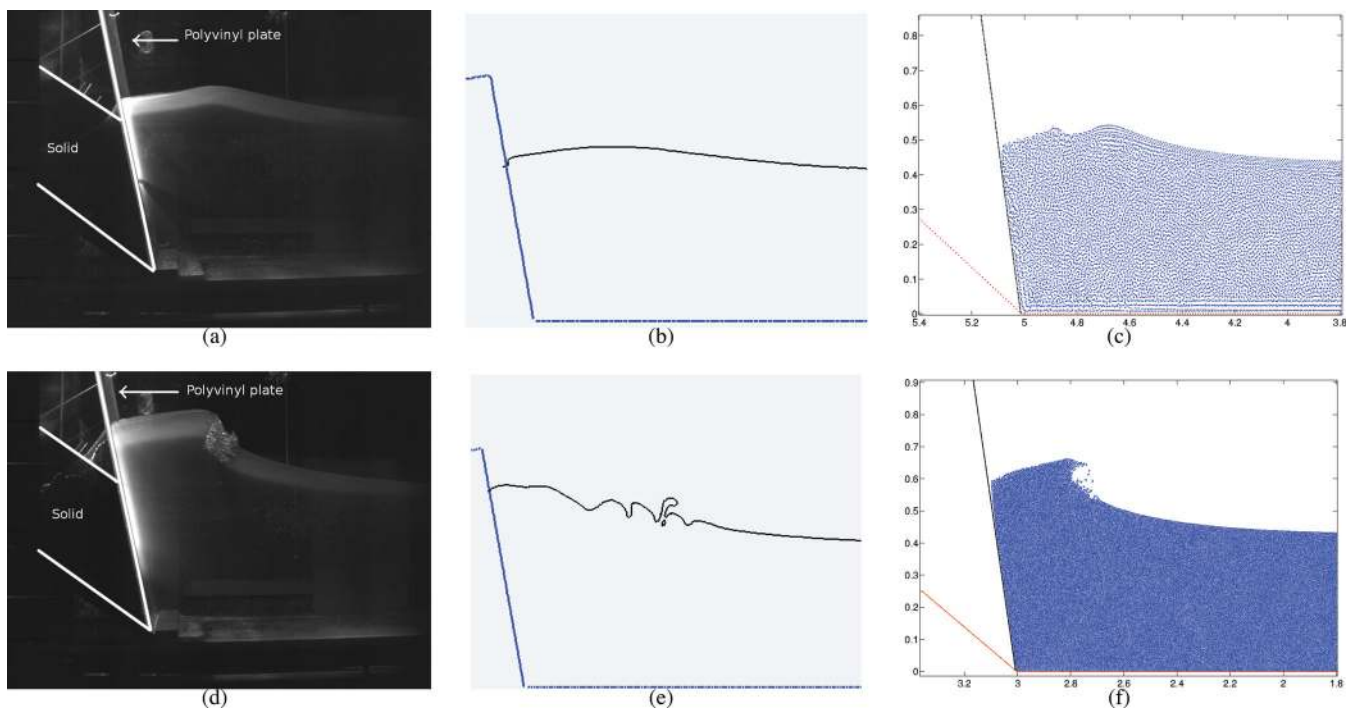 Polyvinyl plate
Solid
(a)
(b)
0.8
0.7
0.6
0.5
0.4
0.3
0.2
0.1
0
5.4 5.2 5 4.8 4.6 4.4 4.2 4 3.8
(c)
Polyvinyl plate
Solid
(d)
(e)
0.9
0.8
0.7
0.6
0.5
0.4
0.3
0.2
0.1
0
3.2 3 2.8 2.6 2.4 2.2 2 1.8
(f)